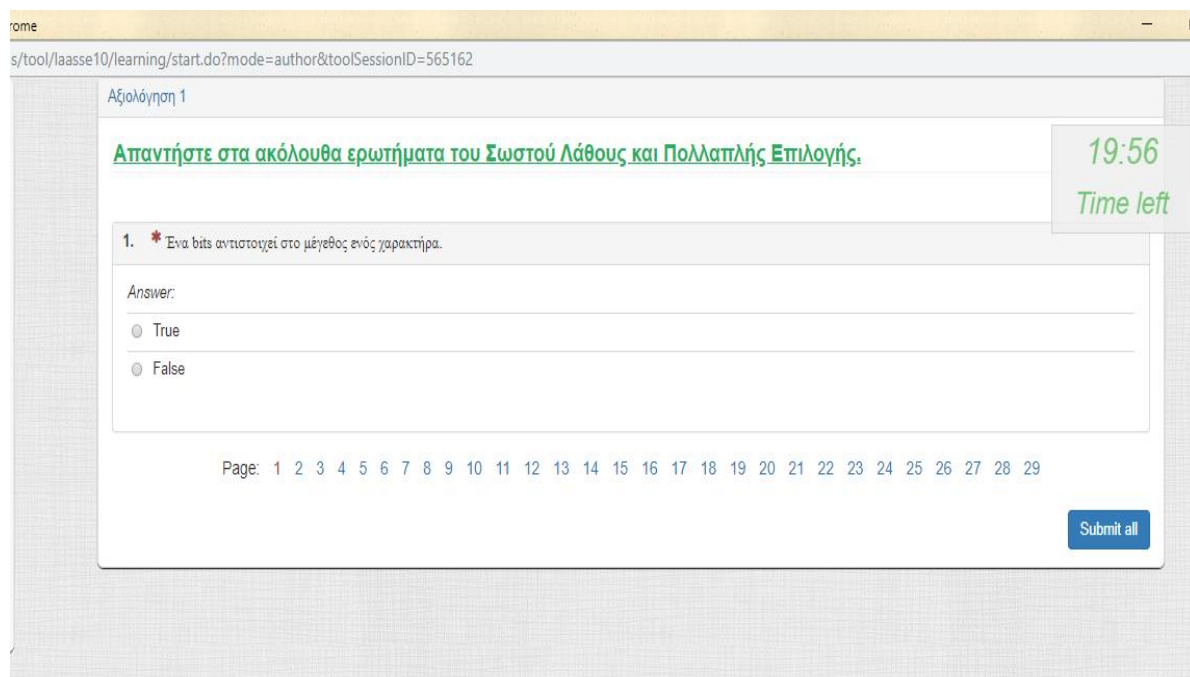 rome
s/tool/laasse10/learning/start.do?mode=author&toolSessionID=565162
Αξιολόγηση 1
Απαντήστε στα ακόλουθα ερωτήματα του Σωστού Λάθους και Πολλαπλής Επιλογής.
19:56
Time left
1. * Ένα bits αντιστοιχεί στο μέγεθος ενός χαρακτήρα.
Answer:
True
False
Page: 1 2 3 4 5 6 7 8 9 10 11 12 13 14 15 16 17 18 19 20 21 22 23 24 25 26 27 28 29
Submit all